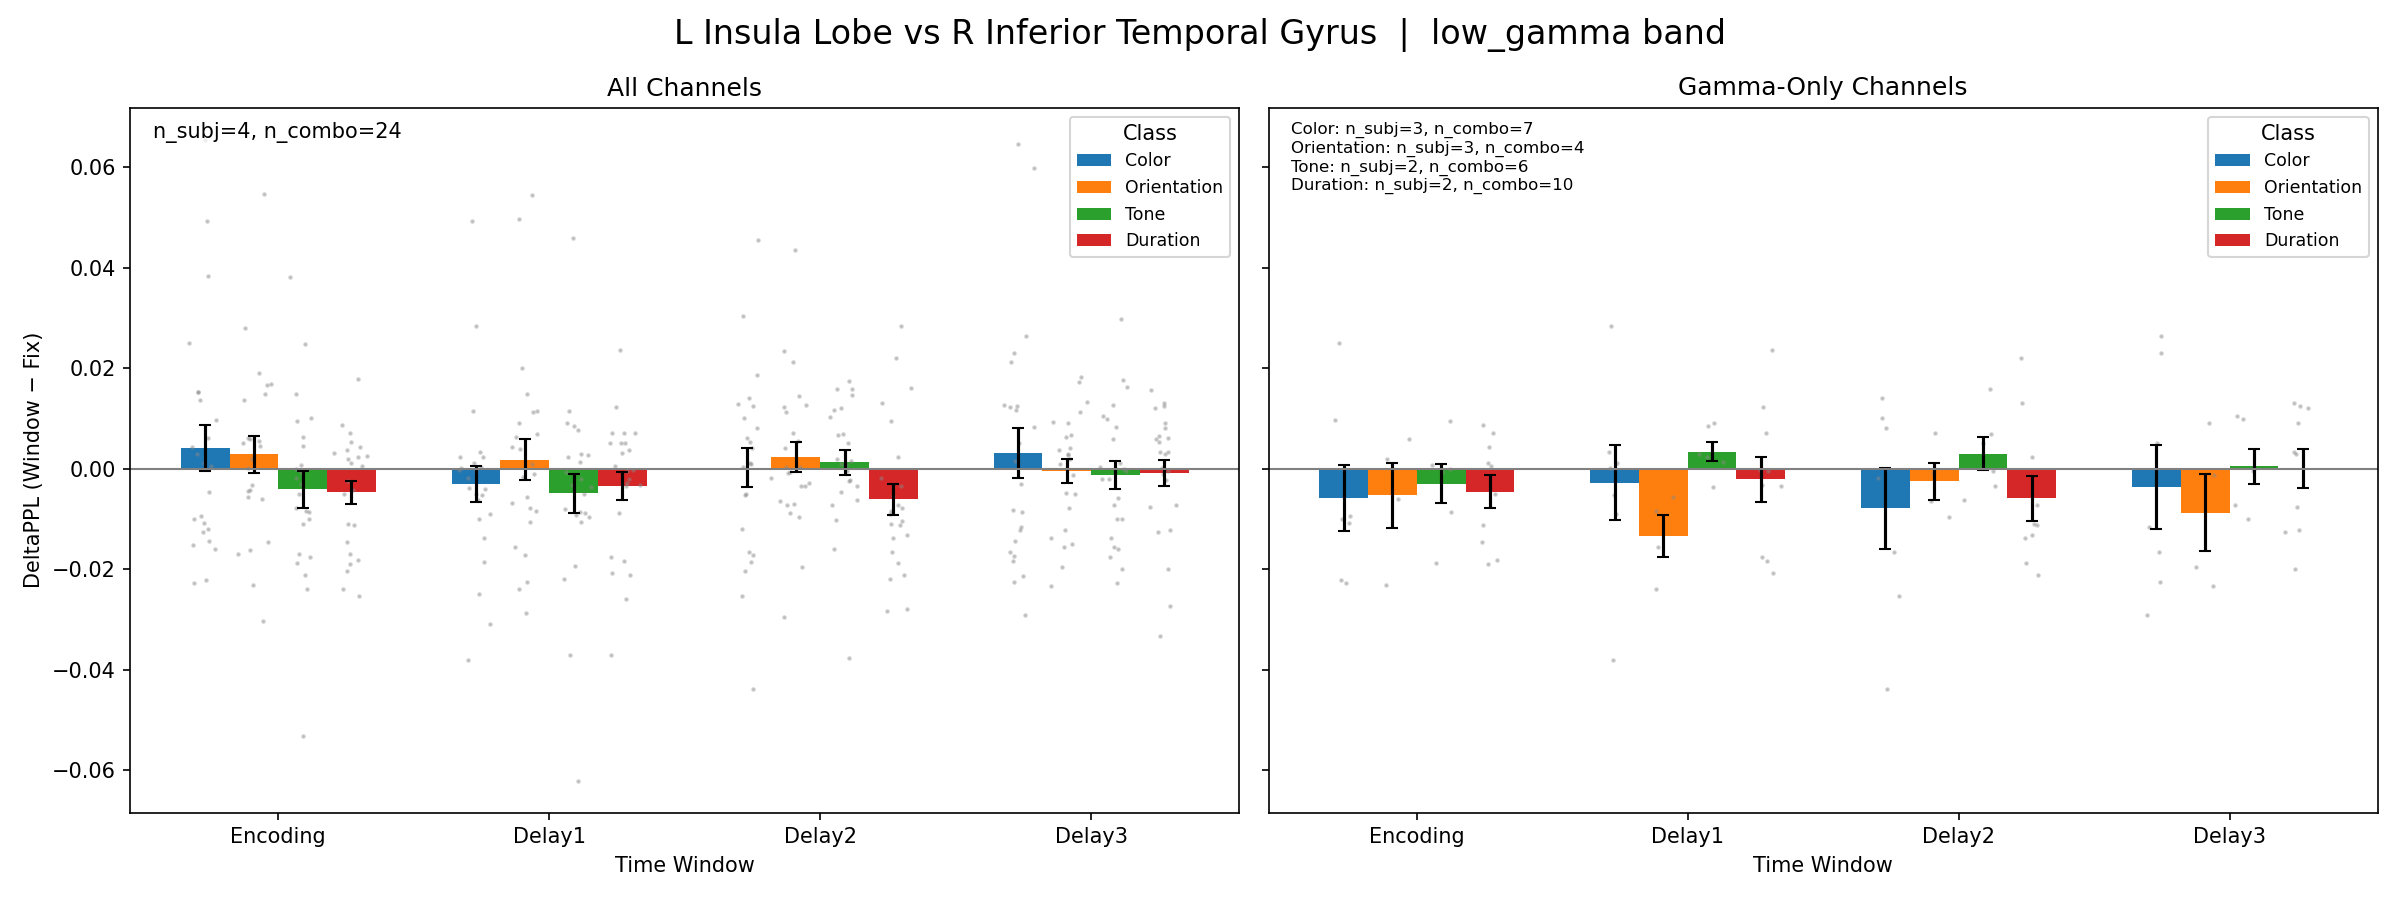 L Insula Lobe vs R Inferior Temporal Gyrus | low_gamma band
All Channels
n_subj=4, n_combo=24
Class
Color
Orientation
Tone
Duration
0.06
0.04
0.02
0.00
−0.02
−0.04
−0.06
DeltaPPL (Window − Fix)
Encoding
Delay1
Delay2
Delay3
Time Window
Gamma-Only Channels
Color: n_subj=3, n_combo=7
Orientation: n_subj=3, n_combo=4
Tone: n_subj=2, n_combo=6
Duration: n_subj=2, n_combo=10
Class
Color
Orientation
Tone
Duration
Encoding
Delay1
Delay2
Delay3
Time Window